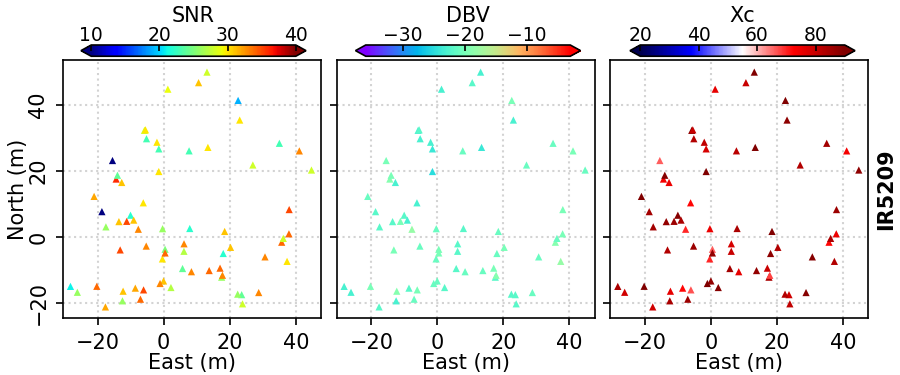 SNR DBV Xc
10 20 30 40 −30 −20 −10 20 40 60 80
North (m)
40
20
0
−20
IR5209
−20 0 20 40 −20 0 20 40 −20 0 20 40
East (m) East (m) East (m)